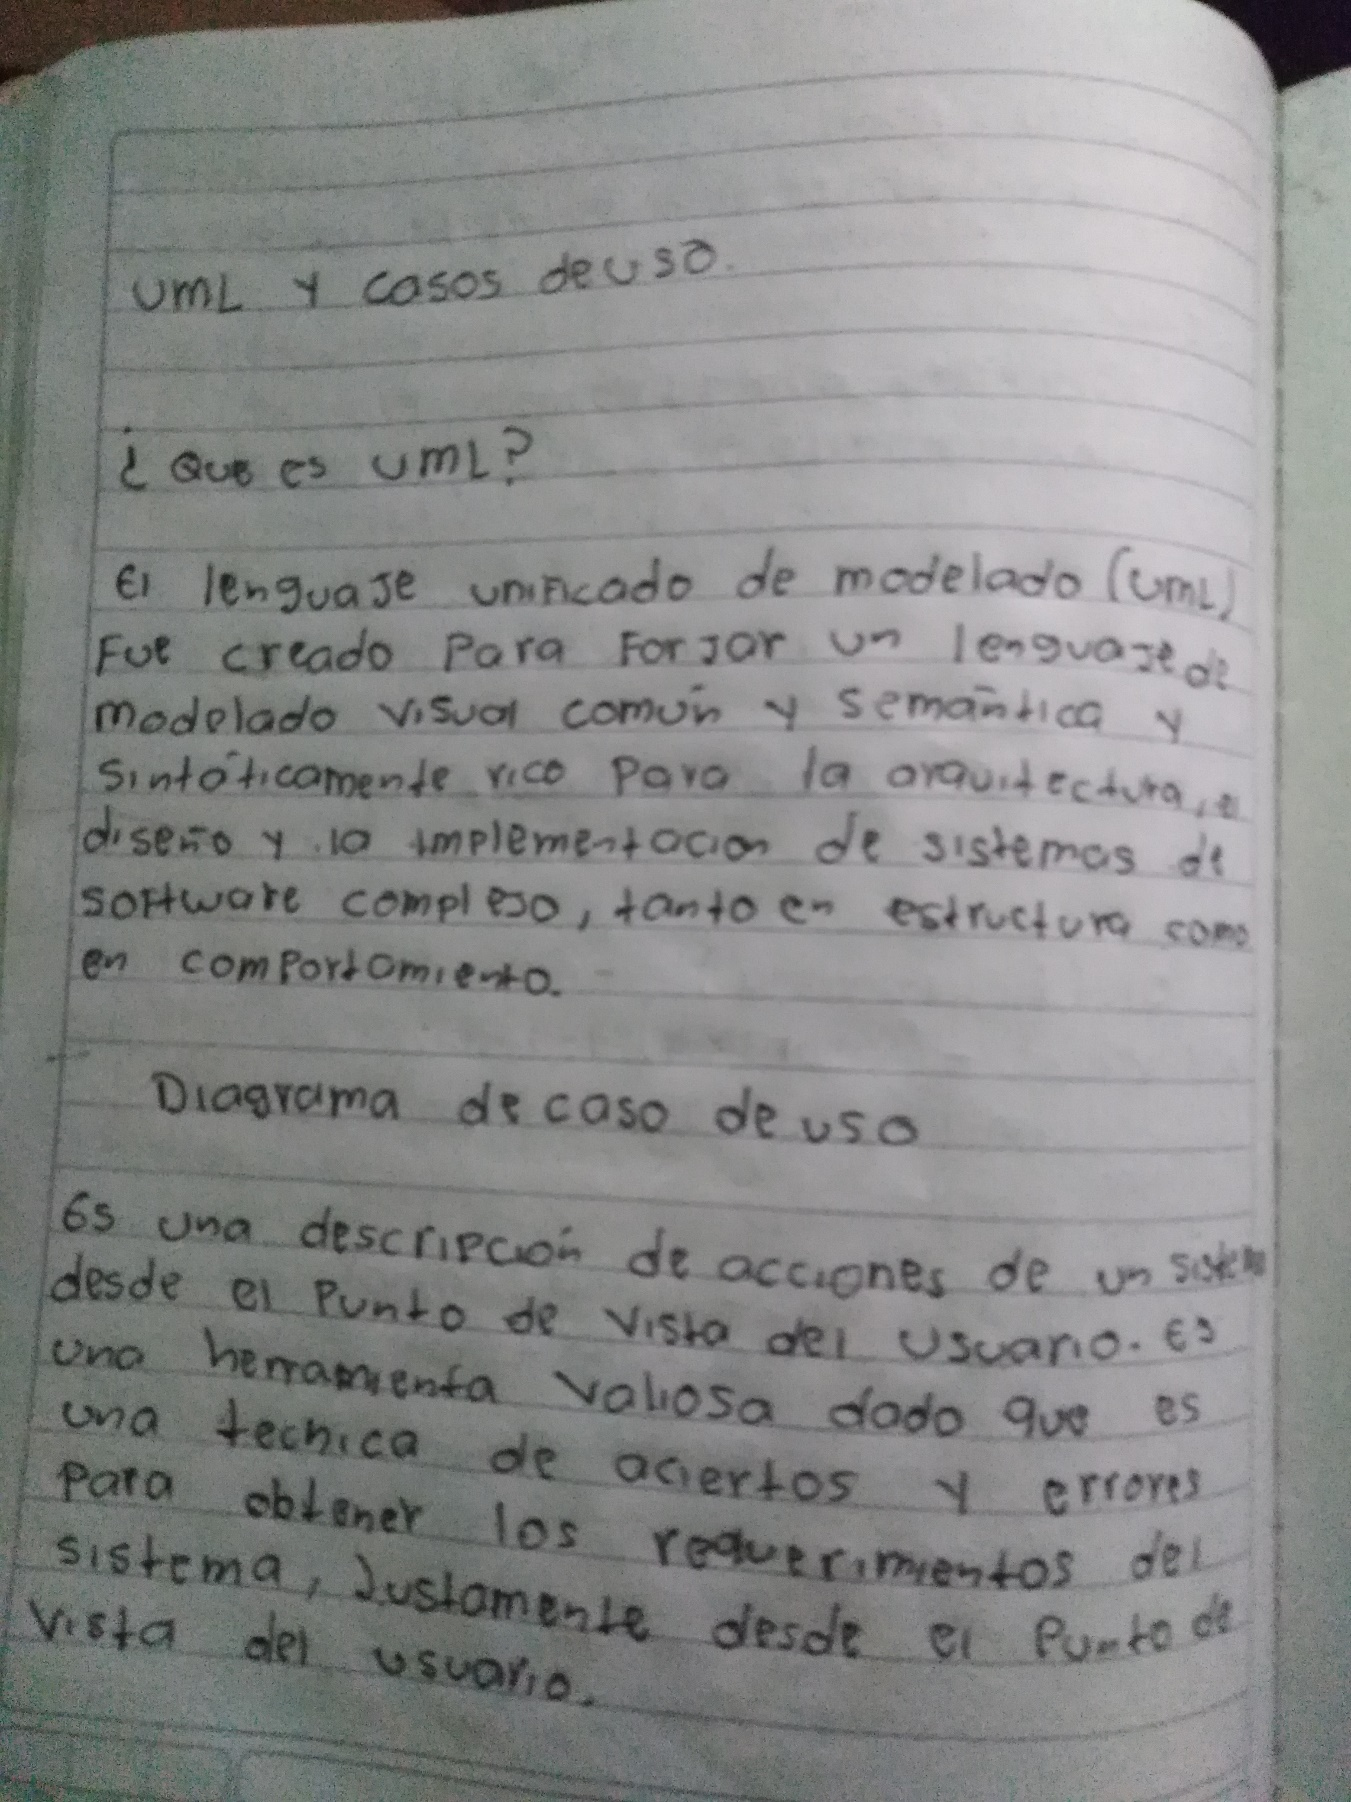 UML y casos de uso.
¿Que es UML?
El lenguaje unificado de modelado (UML)
Fue creado para Forjar un lenguaje de
modelado visual común y semántica y
sintáticamente rico para la arquitectura, el
diseño y la implementacion de sistemas de
software complejo, tanto en estructura como
en comportamiento.
Diagrama de caso de uso
Es una descripción de acciones de un sistema
desde el punto de vista del usuario. Es
una herramienta valiosa dado que es
una tecnica de aciertos y errores
para obtener los requerimientos del
sistema, Justamente desde el punto de
vista del usuario.